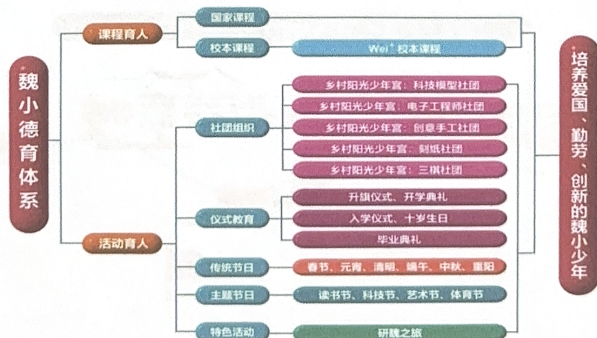 魏小德育体系
课程育人
国家课程
校本课程
Wei⁺ 校本课程
活动育人
社团组织
乡村阳光少年宫：科技模型社团
乡村阳光少年宫：电子工程师社团
乡村阳光少年宫：创意手工社团
乡村阳光少年宫：刻纸社团
乡村阳光少年宫：三棋社团
仪式教育
升旗仪式、开学典礼
入学仪式、十岁生日
毕业典礼
传统节日
春节、元宵、清明、端午、中秋、重阳
主题节日
读书节、科技节、艺术节、体育节
特色活动
研魏之旅
培养爱国、勤劳、创新的魏小少年